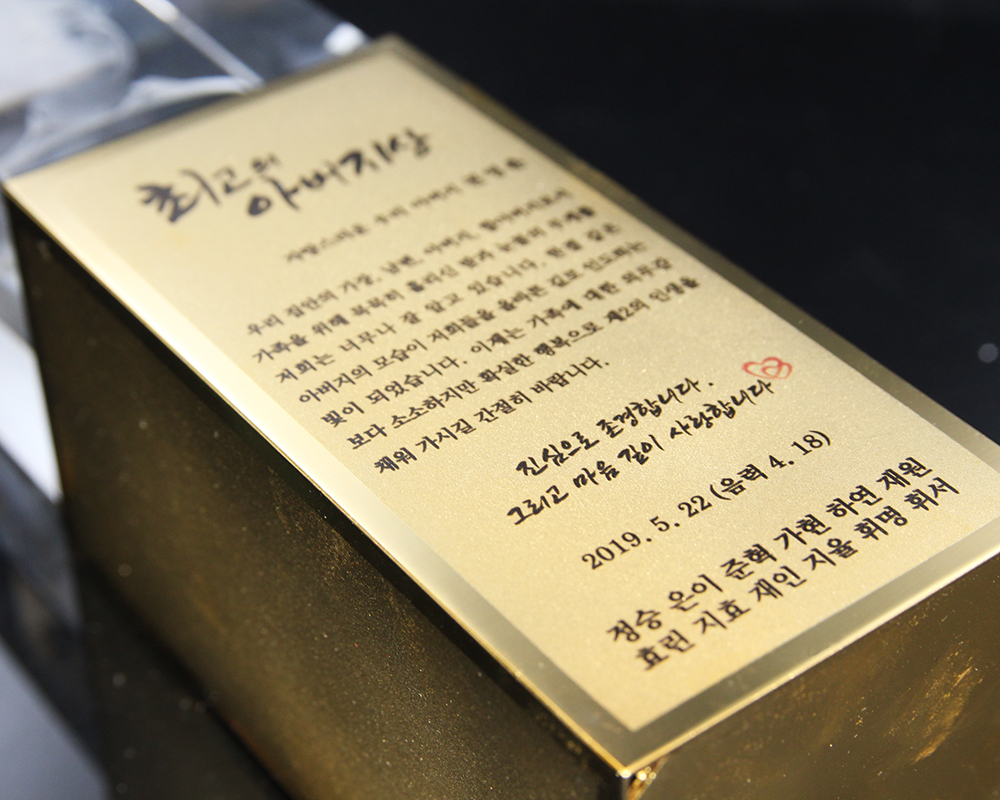 최고의
아버지상
자랑스러운 우리 아버지
우리 집안의 가장, 남편, 아버지, 할아버지로서
가족을 위해 묵묵히 흘리신 땀과 눈물의 무게를
저희는 너무나 잘 알고 있습니다. 한결 같은
아버지의 모습이 저희들을 올바른 길로 인도하는
빛이 되었습니다. 이제는 가족에 대한 의무감
보다 소소하지만 확실한 행복으로 제2의 인생을
채워 가시길 간절히 바랍니다.
진심으로 존경합니다.
그리고 마음 깊이 사랑합니다
2019. 5. 22 (음력 4. 18)
정승 은이 준혁 가현 하연 재원
효린 지효 재인 지율 휘명 휘서